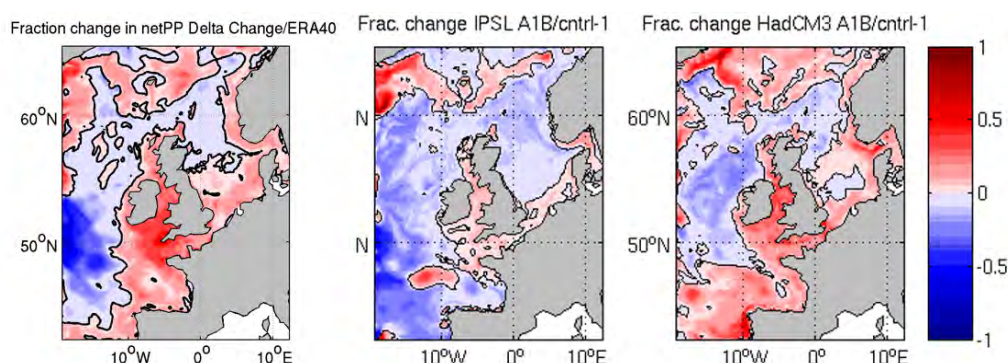 Fraction change in netPP Delta Change/ERA40
Frac. change IPSL A1B/cntrl-1
Frac. change HadCM3 A1B/cntrl-1
60°N
50°N
10°W 0° 10°E
N
N
10°W 0° 10°E
60°N
50°N
10°W 0° 10°E
1
0.5
0
-0.5
-1